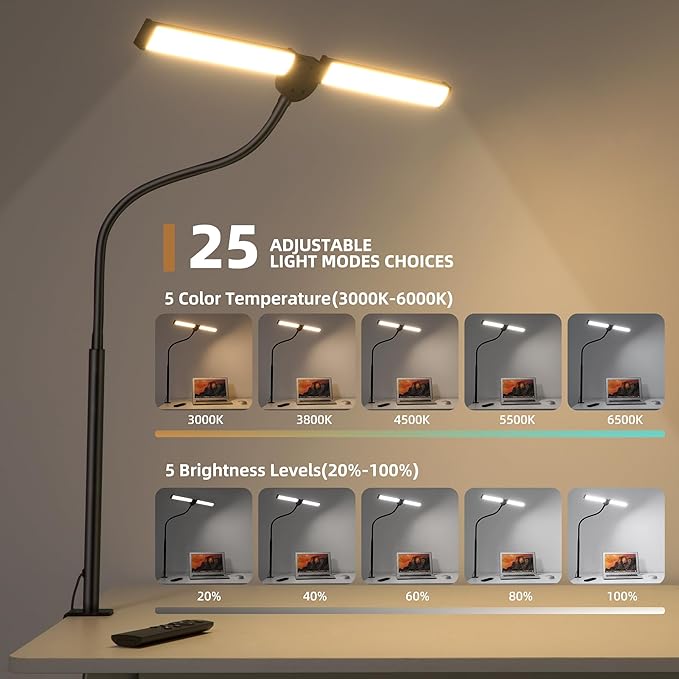 25 ADJUSTABLE
LIGHT MODES CHOICES
5 Color Temperature(3000K-6000K)
3000K 3800K 4500K 5500K 6500K
5 Brightness Levels(20%-100%)
20% 40% 60% 80% 100%